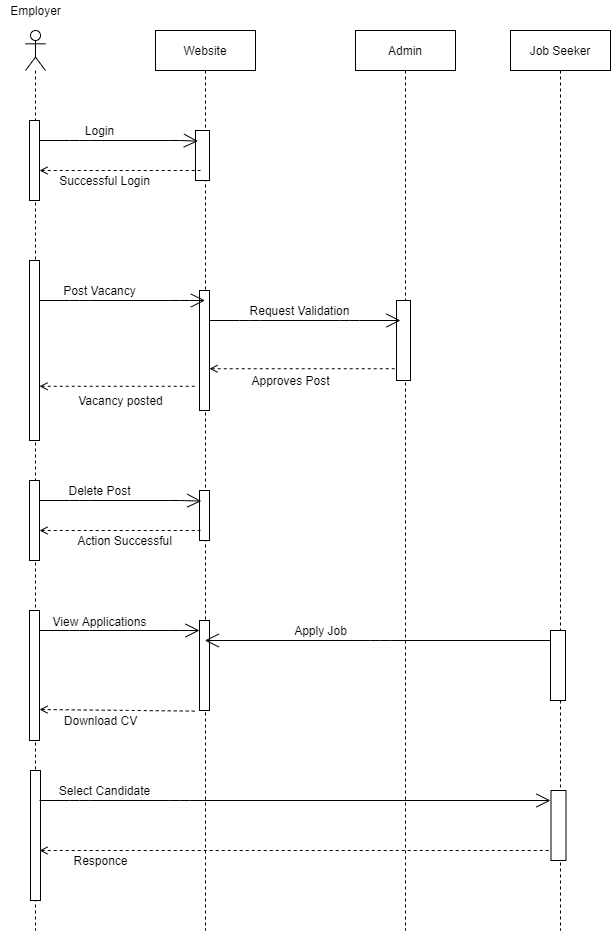 Employer
Website
Admin
Job Seeker
Login
Successful Login
Post Vacancy
Request Validation
Approves Post
Vacancy posted
Delete Post
Action Successful
View Applications
Apply Job
Download CV
Select Candidate
Responce